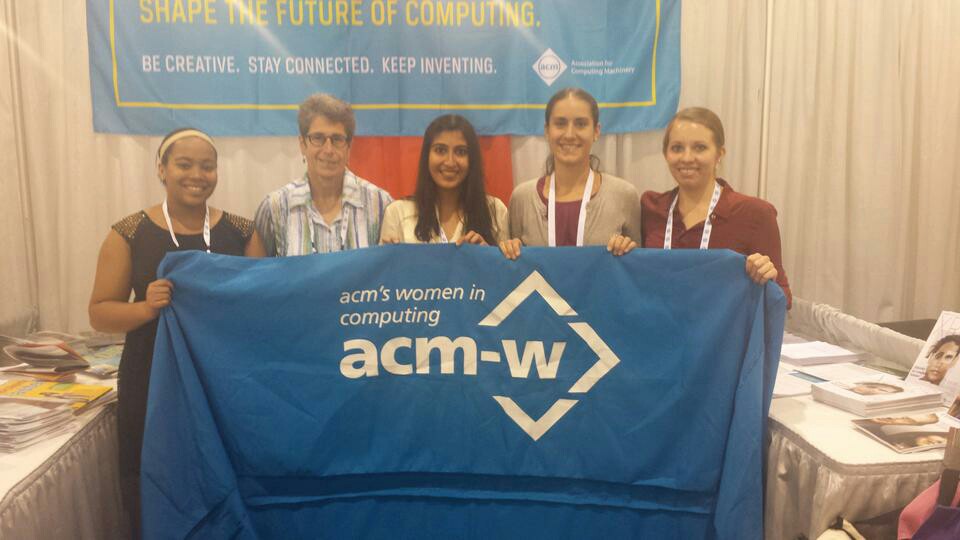 SHAPE THE FUTURE OF COMPUTING.
BE CREATIVE. STAY CONNECTED. KEEP INVENTING.
acm
Association for
Computing Machinery
acm's women in
computing
acm-w